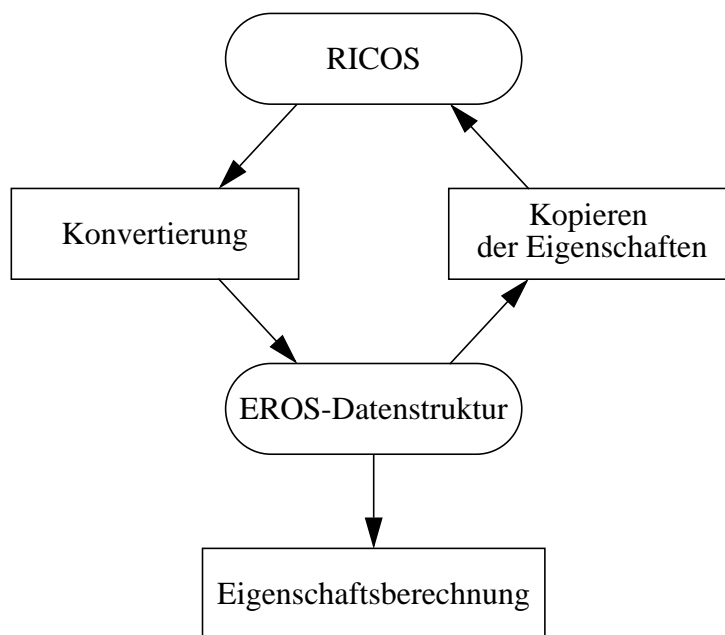 RICOS
Konvertierung
Kopieren
der Eigenschaften
EROS-Datenstruktur
Eigenschaftsberechnung